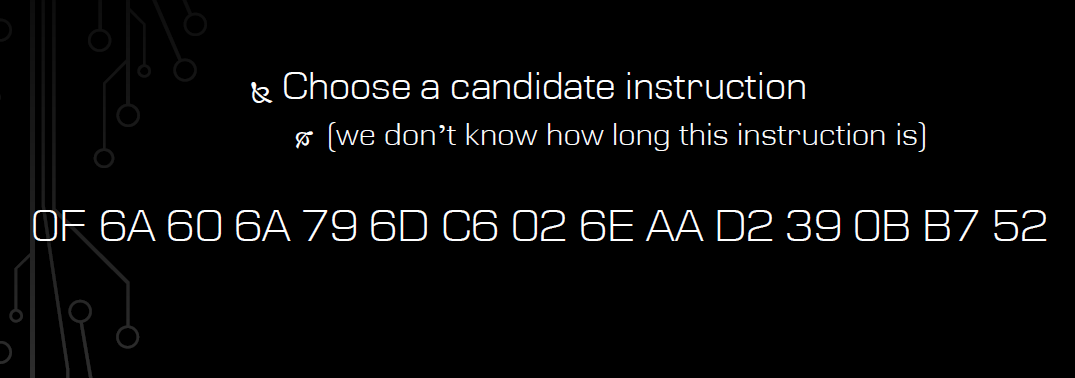 Choose a candidate instruction
(we don't know how long this instruction is)
0F 6A 60 6A 79 6D C6 02 6E AA D2 39 0B B7 52